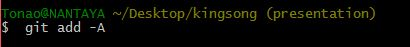 Tonao@NANTAYA ~/Desktop/kingsong (presentation)
$ git add -A